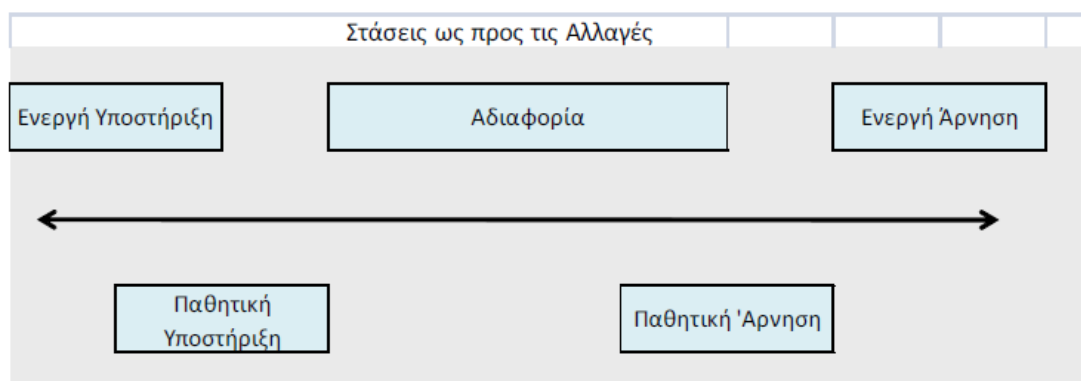 Στάσεις ως προς τις Αλλαγές
Ενεργή Υποστήριξη
Αδιαφορία
Ενεργή Άρνηση
Παθητική
Υποστήριξη
Παθητική 'Αρνηση